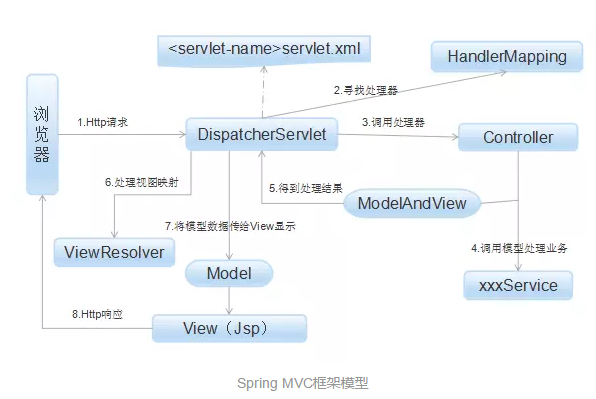 <servlet-name>servlet.xml
HandlerMapping
2.寻找处理器
浏览器
1.Http请求
DispatcherServlet
3.调用处理器
Controller
6.处理视图映射
5.得到处理结果
ModelAndView
7.将模型数据传给View显示
ViewResolver
4.调用模型处理业务
Model
xxxService
8.Http响应
View（Jsp）
Spring MVC框架模型